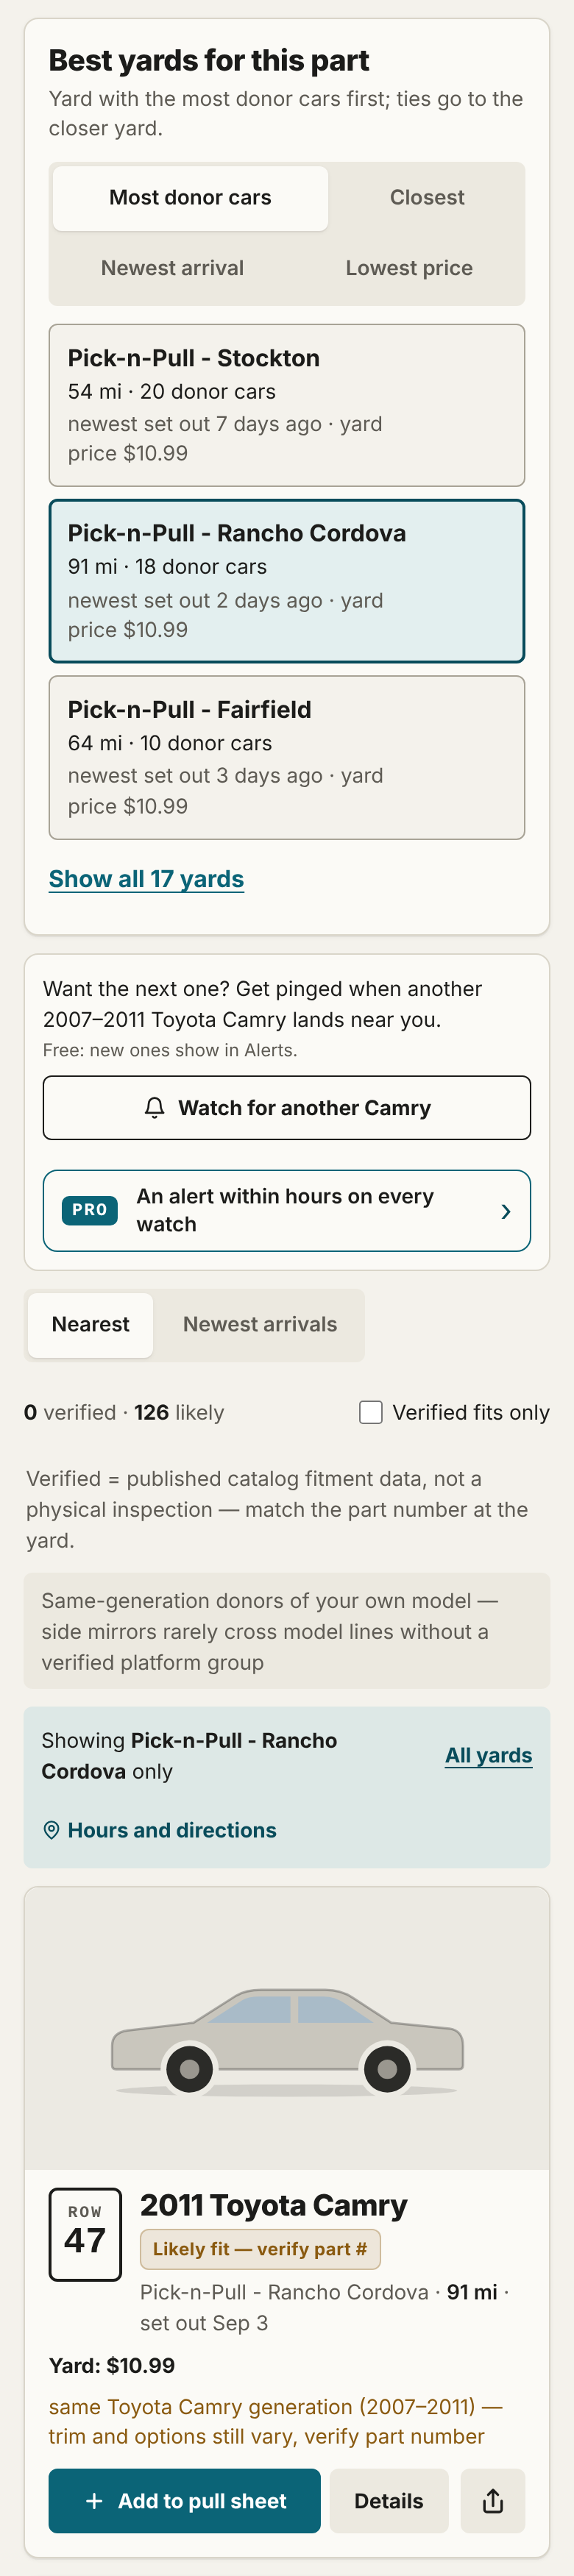 Best yards for this part
Yard with the most donor cars first; ties go to the
closer yard.
Most donor cars
Closest
Newest arrival
Lowest price
Pick-n-Pull - Stockton
54 mi · 20 donor cars
newest set out 7 days ago · yard
price $10.99
Pick-n-Pull - Rancho Cordova
91 mi · 18 donor cars
newest set out 2 days ago · yard
price $10.99
Pick-n-Pull - Fairfield
64 mi · 10 donor cars
newest set out 3 days ago · yard
price $10.99
Show all 17 yards
Want the next one? Get pinged when another
2007–2011 Toyota Camry lands near you.
Free: new ones show in Alerts.
Watch for another Camry
PRO
An alert within hours on every
watch
Nearest
Newest arrivals
0 verified · 126 likely
Verified fits only
Verified = published catalog fitment data, not a
physical inspection — match the part number at the
yard.
Same-generation donors of your own model —
side mirrors rarely cross model lines without a
verified platform group
Showing Pick-n-Pull - Rancho
Cordova only
All yards
Hours and directions
ROW
47
2011 Toyota Camry
Likely fit — verify part #
Pick-n-Pull - Rancho Cordova · 91 mi ·
set out Sep 3
Yard: $10.99
same Toyota Camry generation (2007–2011) —
trim and options still vary, verify part number
+ Add to pull sheet
Details